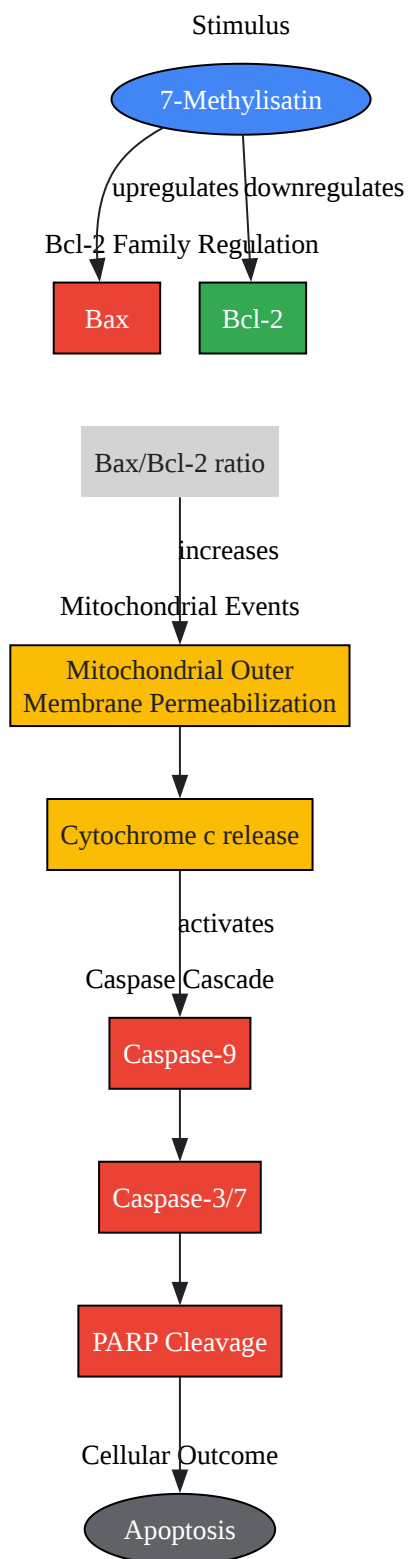 Stimulus
7-Methylisatin
upregulates
downregulates
Bcl-2 Family Regulation
Bax
Bcl-2
Bax/Bcl-2 ratio
increases
Mitochondrial Events
Mitochondrial Outer
Membrane Permeabilization
Cytochrome c release
activates
Caspase Cascade
Caspase-9
Caspase-3/7
PARP Cleavage
Cellular Outcome
Apoptosis